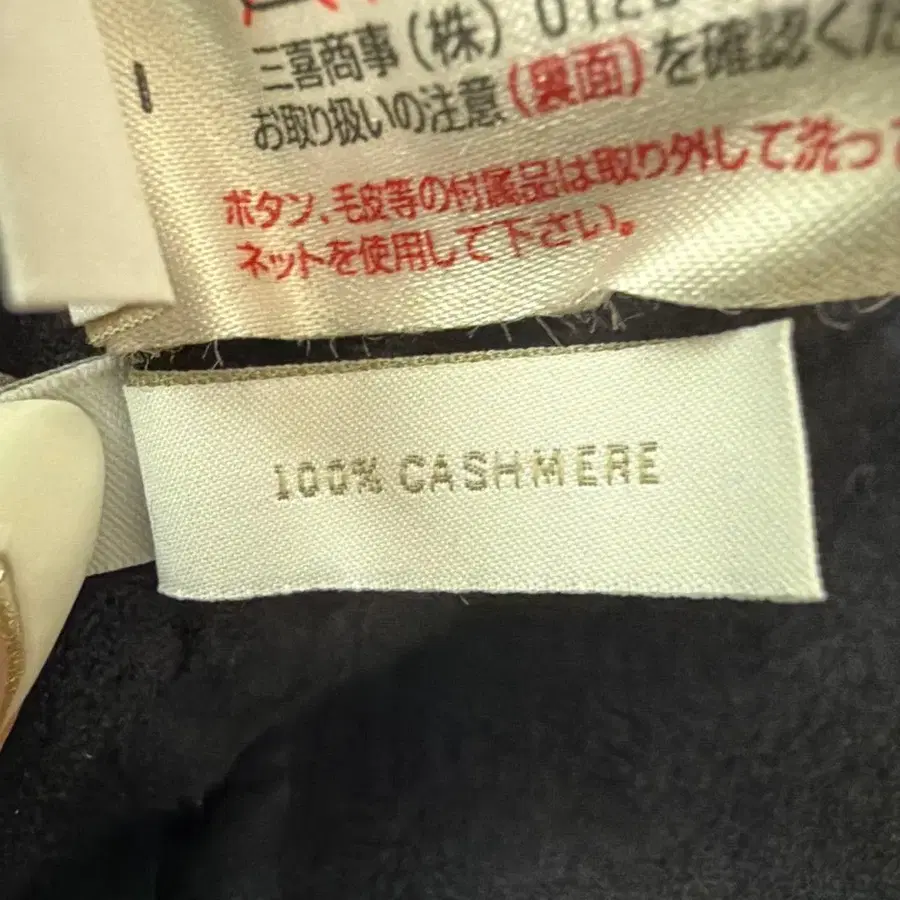 三喜商事(株) 0120
お取り扱いの注意(裏面)を確認くだ
ボタン、毛皮等の付属品は取り外して洗って
ネットを使用して下さい)。
100% CASHMERE